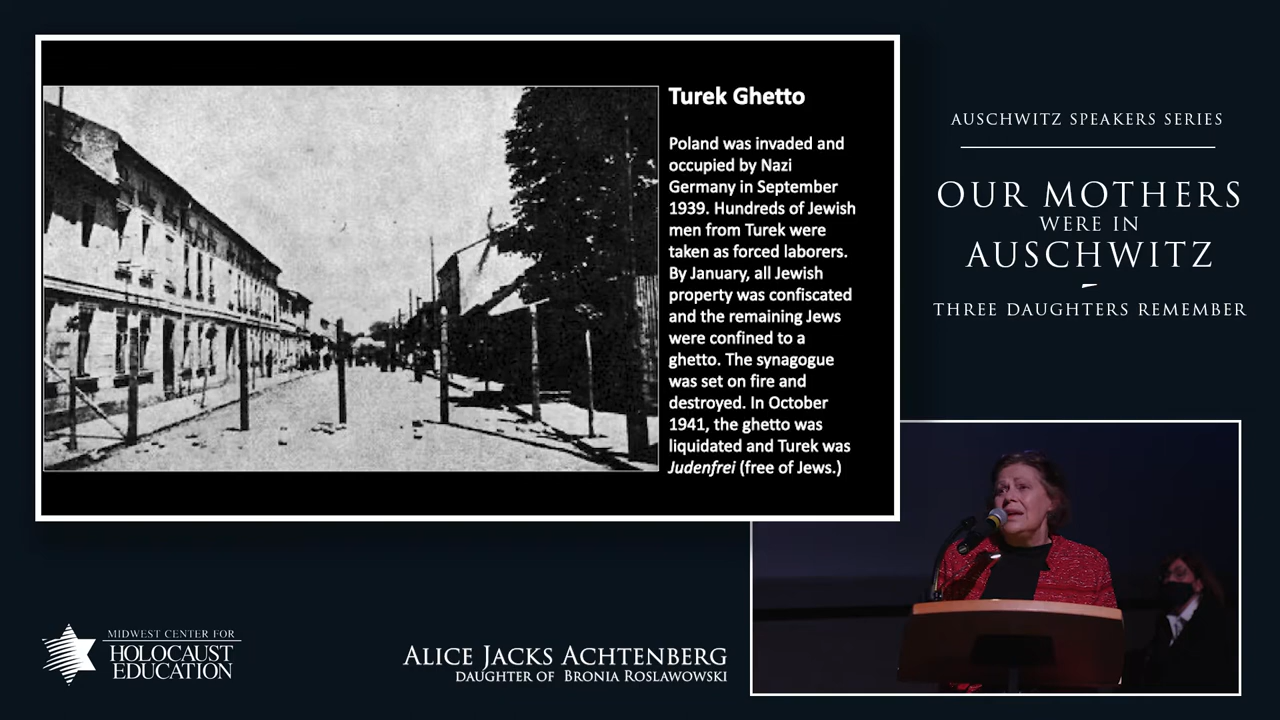 Turek Ghetto
Poland was invaded and
occupied by Nazi
Germany in September
1939. Hundreds of Jewish
men from Turek were
taken as forced laborers.
By January, all Jewish
property was confiscated
and the remaining Jews
were confined to a
ghetto. The synagogue
was set on fire and
destroyed. In October
1941, the ghetto was
liquidated and Turek was
Judenfrei (free of Jews.)
AUSCHWITZ SPEAKERS SERIES
OUR MOTHERS
WERE IN
AUSCHWITZ
-
THREE DAUGHTERS REMEMBER
MIDWEST CENTER FOR
HOLOCAUST
EDUCATION
ALICE JACKS ACHTENBERG
DAUGHTER OF BRONIA ROSLAWOWSKI